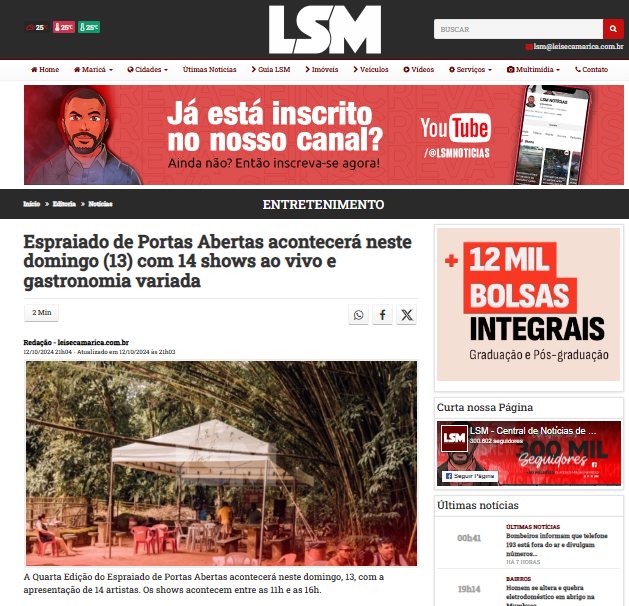 LSM
25°
25°C
25°C
BUSCAR
lsm@leisecamarica.com.br
Home
Maricá
Cidades
Útimas Notícias
Guia LSM
Imóveis
Veículos
Vídeos
Serviços
Multimídia
Contato
Já está inscrito
no nosso canal?
Ainda não? Então inscreva-se agora!
YouTube
/@LSMNOTICIAS
LSM NOTÍCIAS
Início » Editoria » Notícias
ENTRETENIMENTO
Espraiado de Portas Abertas acontecerá neste
domingo (13) com 14 shows ao vivo e
gastronomia variada
2 Min
Redação - leisecamarica.com.br
12/10/2024 21h04 - Atualizado em 12/10/2024 às 21h03
A Quarta Edição do Espraiado de Portas Abertas acontecerá neste domingo, 13, com a
apresentação de 14 artistas. Os shows acontecem entre as 11h e as 16h.
+ 12 MIL
BOLSAS
INTEGRAIS
Graduação e Pós-graduação
Curta nossa Página
LSM
LSM - Central de Notícias de ...
300.602 seguidores
300 MIL
Seguidores
Seguir Página
Últimas notícias
00h41
ÚLTIMAS NOTÍCIAS
Bombeiros informam que telefone
193 está fora do ar e divulgam
números...
HÁ 7 HORAS
19h14
BAIRROS
Homem se altera e quebra
eletrodoméstico em abrigo na